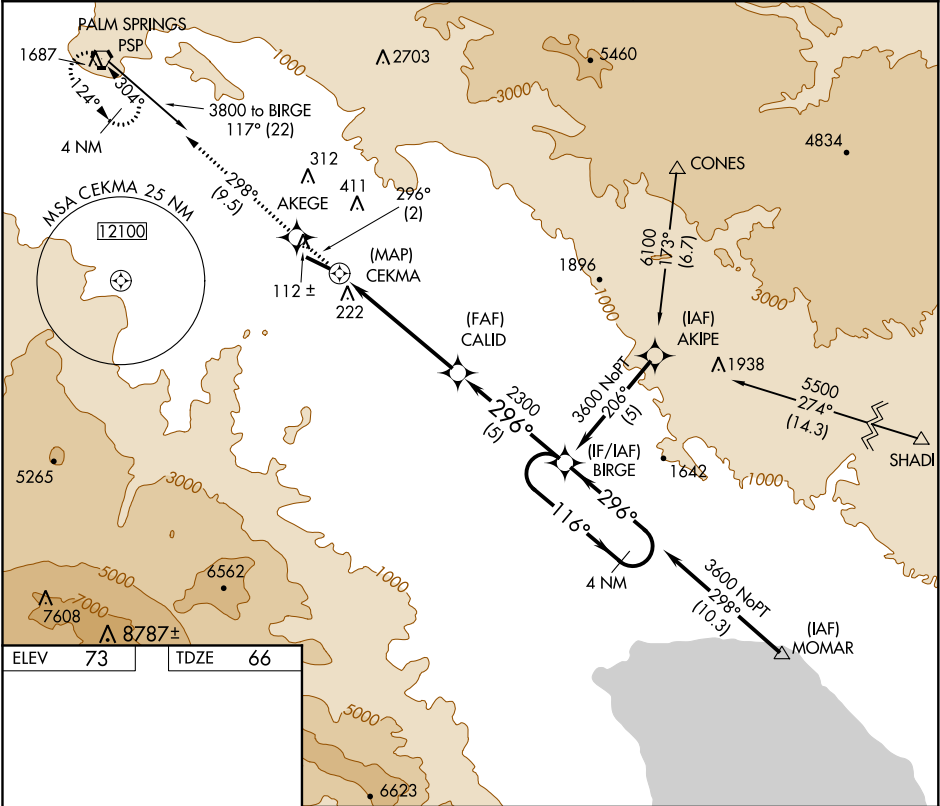 PALM SPRINGS
PSP
1687
304°
124°
4 NM
3800 to BIRGE
117° (22)
2703
5460
1000
3000
4834
312
411
298°
(9.5)
296°
(2)
AKEGE
CONES
MSA CEKMA 25 NM
12100
(MAP)
CEKMA
112 ±
222
6100
173°
(6.7)
1896
1000
3000
(FAF)
CALID
(IAF)
AKIPE
1938
5500
274°
(14.3)
SHADI
3600 NoPT
206°
(5)
2300
296°
(5)
(IF/IAF)
BIRGE
1642
1000
5265
3000
296°
116°
4 NM
5000
6562
1000
7000
7608
8787±
3600 NoPT
298°
(10.3)
(IAF)
MOMAR
ELEV 73
TDZE 66
5000
6623